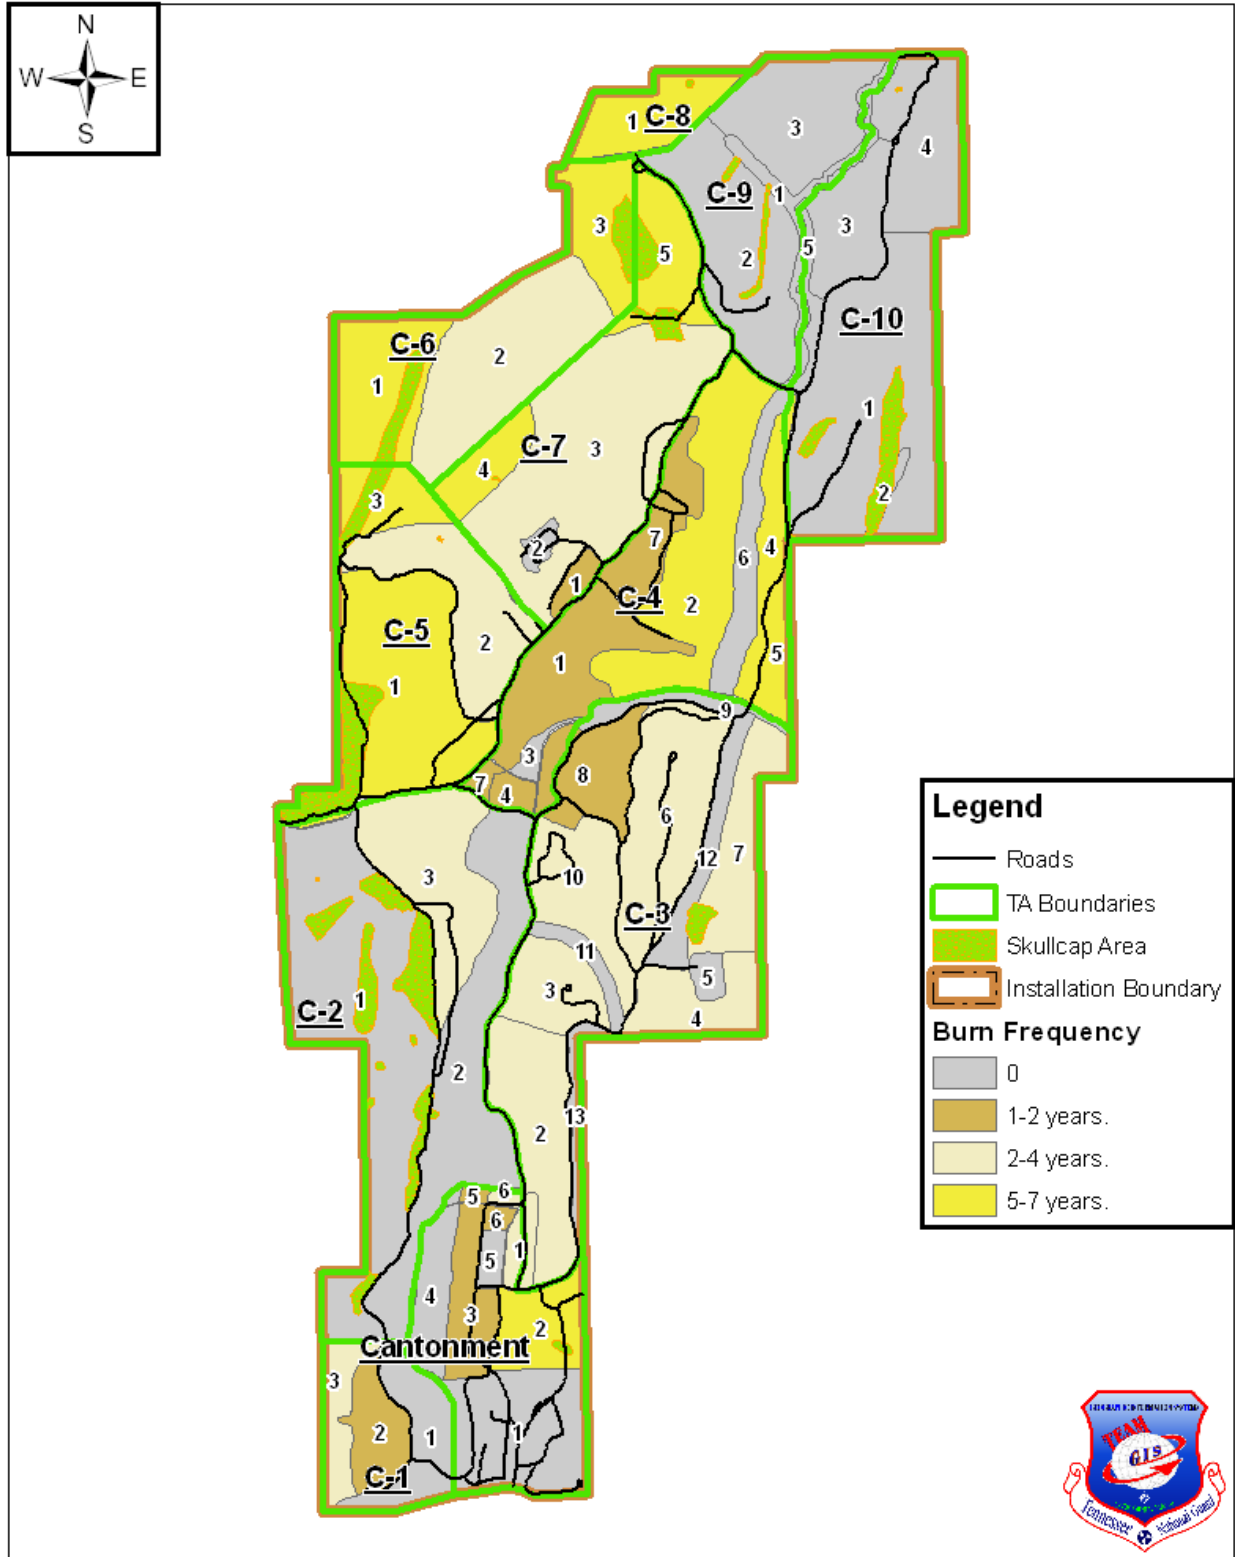 N
W E
S
1 C-8
3
4
C-9 1
3
3
5
5
2
C-10
C-6
2
1
1
C-7
3
4
3
2
2
7
6
4
1
C-4
2
C-5
2
1
5
1
9
3
8
7
4
6
12
7
3
10
C-3
11
5
3
1
C-2
4
2
13
2
5
6
6
1
5
4
3
2
Cantonment
3
2
1
1
C-1
Legend
Roads
TA Boundaries
Skullcap Area
Installation Boundary
Burn Frequency
0
1-2 years.
2-4 years.
5-7 years.
TEAM
GIS
Tennessee National Guard